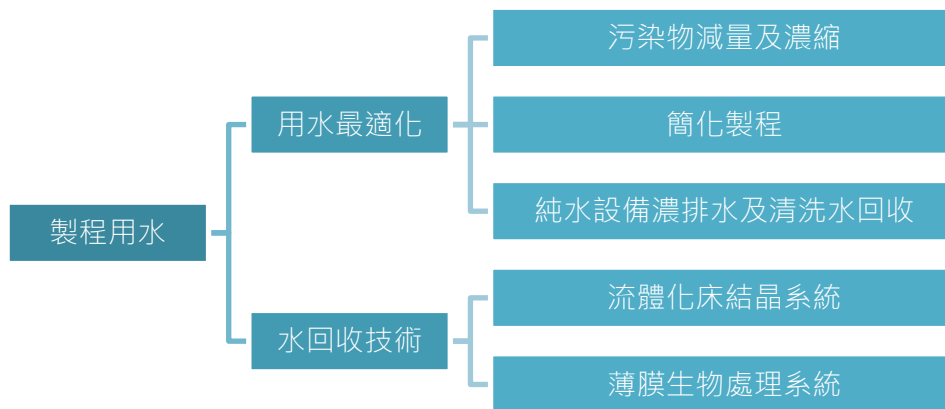 製程用水
用水最適化
污染物減量及濃縮
簡化製程
純水設備濃排水及清洗水回收
水回收技術
流體化床結晶系統
薄膜生物處理系統